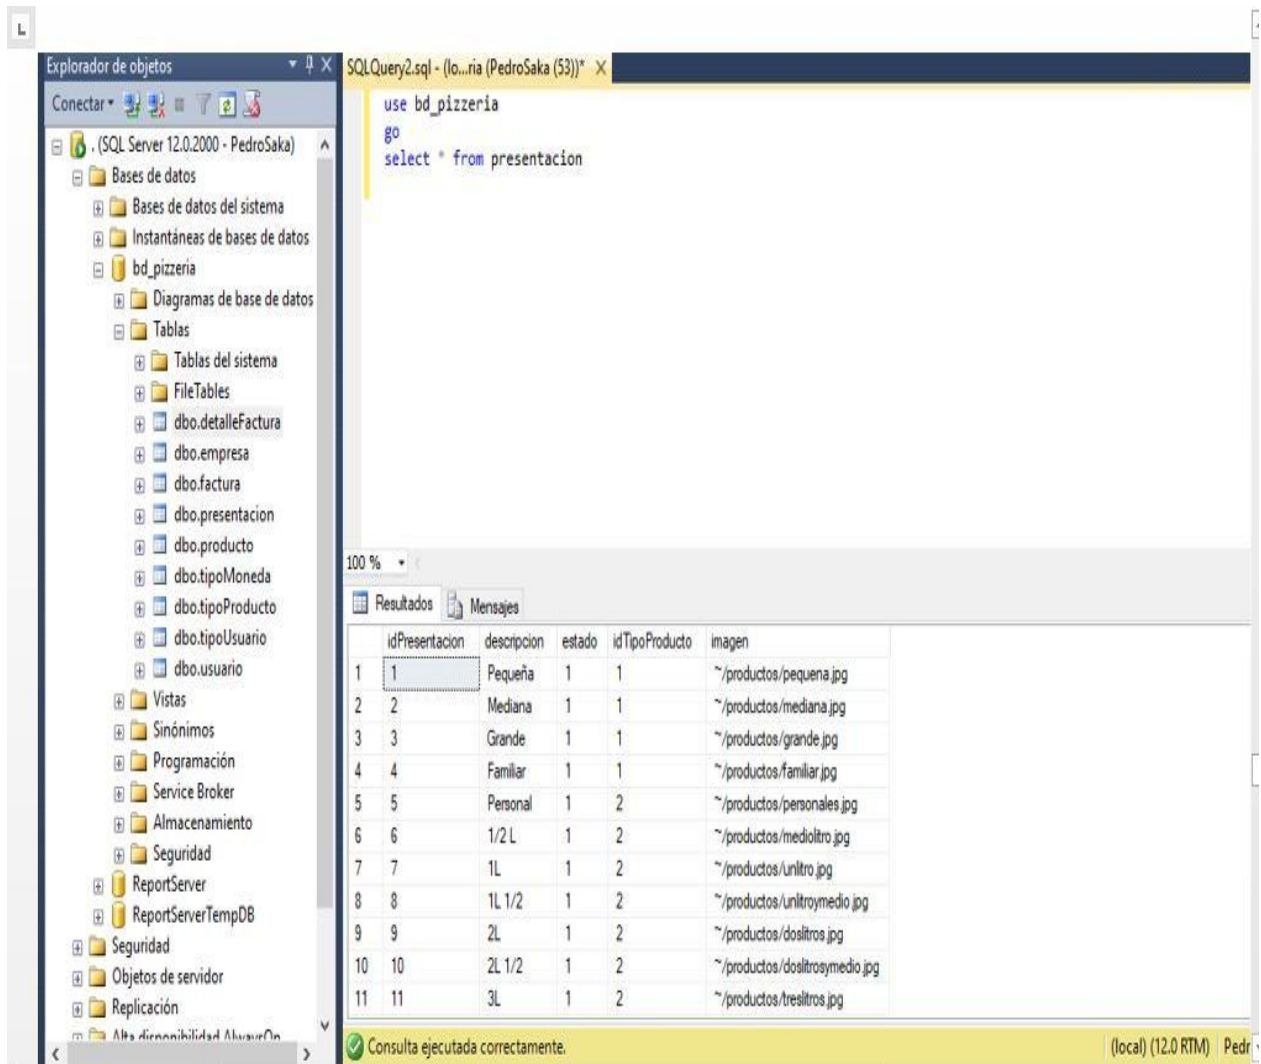 Explorador de objetos
Conectar
. (SQL Server 12.0.2000 - PedroSaka)
Bases de datos
Bases de datos del sistema
Instantáneas de bases de datos
bd_pizzeria
Diagramas de base de datos
Tablas
Tablas del sistema
FileTables
dbo.detalleFactura
dbo.empresa
dbo.factura
dbo.presentacion
dbo.producto
dbo.tipoMoneda
dbo.tipoProducto
dbo.tipoUsuario
dbo.usuario
Vistas
Sinónimos
Programación
Service Broker
Almacenamiento
Seguridad
ReportServer
ReportServerTempDB
Seguridad
Objetos de servidor
Replicación
Alta disponibilidad AlwaysOn
SQLQuery2.sql - (lo...ria (PedroSaka (53))* X
use bd_pizzeria
go
select * from presentacion
100 %
Resultados Mensajes
idPresentacion descripcion estado idTipoProducto imagen
1 1 Pequeña 1 1 ~/productos/pequena.jpg
2 2 Mediana 1 1 ~/productos/mediana.jpg
3 3 Grande 1 1 ~/productos/grande.jpg
4 4 Familiar 1 1 ~/productos/familiar.jpg
5 5 Personal 1 2 ~/productos/personales.jpg
6 6 1/2 L 1 2 ~/productos/mediolitro.jpg
7 7 1L 1 2 ~/productos/unlitro.jpg
8 8 1L 1/2 1 2 ~/productos/unlitroymedio.jpg
9 9 2L 1 2 ~/productos/doslitros.jpg
10 10 2L 1/2 1 2 ~/productos/doslitrosymedio.jpg
11 11 3L 1 2 ~/productos/treslitros.jpg
Consulta ejecutada correctamente.
(local) (12.0 RTM) Pedr